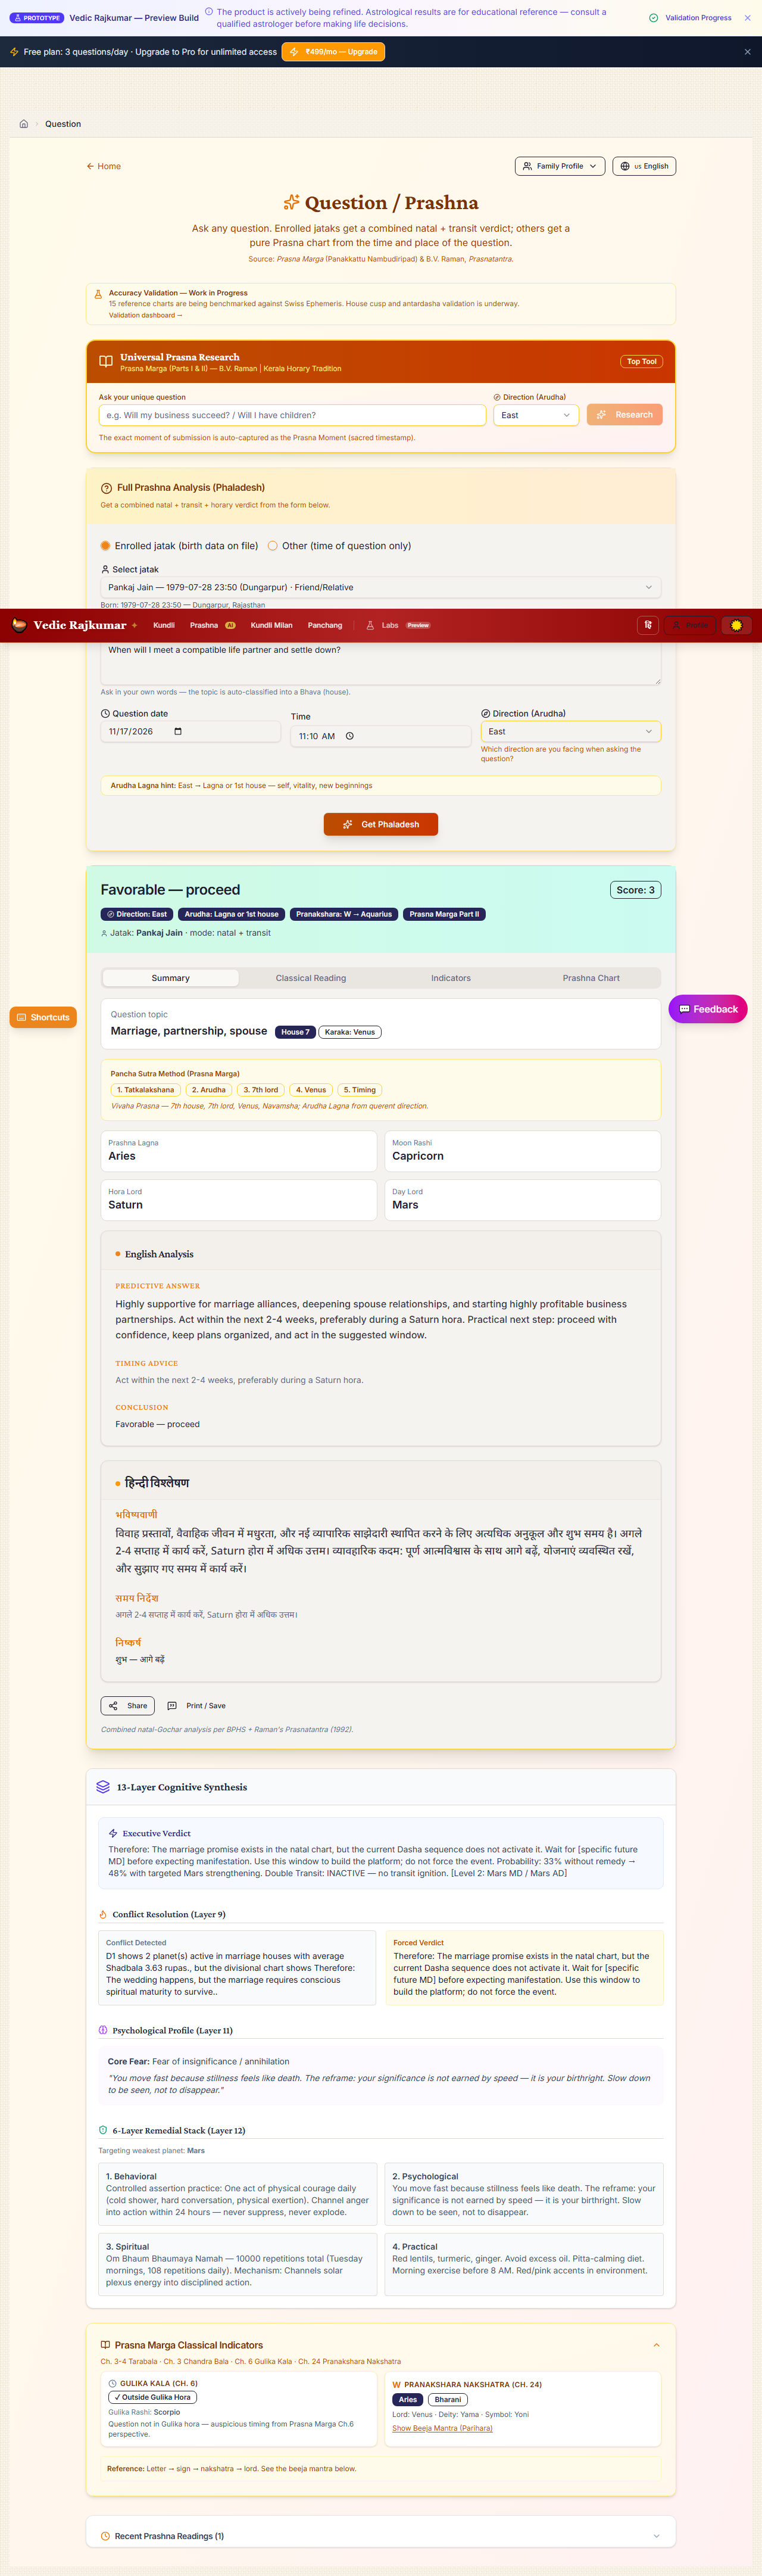 PROTOTYPE
Vedic Rajkumar — Preview Build
The product is actively being refined. Astrological results are for educational reference — consult a
qualified astrologer before making life decisions.
Validation Progress
Free plan: 3 questions/day · Upgrade to Pro for unlimited access
₹499/mo — Upgrade
Question
Home
Family Profile
us English
Question / Prashna
Ask any question. Enrolled jataks get a combined natal + transit verdict; others get a
pure Prasna chart from the time and place of the question.
Source: Prasna Marga (Panakkattu Nambudiripad) & B.V. Raman, Prasnatantra.
Accuracy Validation — Work in Progress
15 reference charts are being benchmarked against Swiss Ephemeris. House cusp and antardasha validation is underway.
Validation dashboard →
Universal Prasna Research
Prasna Marga (Parts I & II) — B.V. Raman | Kerala Horary Tradition
Top Tool
Ask your unique question
Direction (Arudha)
e.g. Will my business succeed? / Will I have children?
East
Research
The exact moment of submission is auto-captured as the Prasna Moment (sacred timestamp).
Full Prashna Analysis (Phaladesh)
Get a combined natal + transit + horary verdict from the form below.
Enrolled jatak (birth data on file)
Other (time of question only)
Select jatak
Pankaj Jain — 1979-07-28 23:50 (Dungarpur) · Friend/Relative
Born: 1979-07-28 23:50 — Dungarpur, Rajasthan
Vedic Rajkumar
Kundli
Prashna
AI
Kundli Milan
Panchang
Labs
Preview
हिं
Profile
When will I meet a compatible life partner and settle down?
Ask in your own words — the topic is auto-classified into a Bhava (house).
Question date
Time
Direction (Arudha)
11/17/2026
11:10 AM
East
Which direction are you facing when asking the
question?
Arudha Lagna hint: East → Lagna or 1st house — self, vitality, new beginnings
Get Phaladesh
Favorable — proceed
Score: 3
Direction: East
Arudha: Lagna or 1st house
Pranakshara: W → Aquarius
Prasna Marga Part II
Jatak: Pankaj Jain · mode: natal + transit
Summary
Classical Reading
Indicators
Prashna Chart
Shortcuts
Feedback
Question topic
Marriage, partnership, spouse
House 7
Karaka: Venus
Pancha Sutra Method (Prasna Marga)
1. Tatkalakshana
2. Arudha
3. 7th lord
4. Venus
5. Timing
Vivaha Prasna — 7th house, 7th lord, Venus, Navamsha; Arudha Lagna from querent direction.
Prashna Lagna
Aries
Moon Rashi
Capricorn
Hora Lord
Saturn
Day Lord
Mars
English Analysis
PREDICTIVE ANSWER
Highly supportive for marriage alliances, deepening spouse relationships, and starting highly profitable business
partnerships. Act within the next 2-4 weeks, preferably during a Saturn hora. Practical next step: proceed with
confidence, keep plans organized, and act in the suggested window.
TIMING ADVICE
Act within the next 2-4 weeks, preferably during a Saturn hora.
CONCLUSION
Favorable — proceed
हिन्दी विश्लेषण
भविष्यवाणी
विवाह प्रस्तावों, वैवाहिक जीवन में मधुरता, और नई व्यापारिक साझेदारी स्थापित करने के लिए अत्यधिक अनुकूल और शुभ समय है। अगले
2-4 सप्ताह में कार्य करें, Saturn होरा में अधिक उत्तम। व्यावहारिक कदम: पूर्ण आत्मविश्वास के साथ आगे बढ़ें, योजनाएं व्यवस्थित रखें,
और सुझाए गए समय में कार्य करें।
समय निर्देश
अगले 2-4 सप्ताह में कार्य करें, Saturn होरा में अधिक उत्तम।
निष्कर्ष
शुभ — आगे बढ़ें
Share
Print / Save
Combined natal-Gochar analysis per BPHS + Raman's Prasnatantra (1992).
13-Layer Cognitive Synthesis
Executive Verdict
Therefore: The marriage promise exists in the natal chart, but the current Dasha sequence does not activate it. Wait for [specific future
MD] before expecting manifestation. Use this window to build the platform; do not force the event. Probability: 33% without remedy →
48% with targeted Mars strengthening. Double Transit: INACTIVE — no transit ignition. [Level 2: Mars MD / Mars AD]
Conflict Resolution (Layer 9)
Conflict Detected
D1 shows 2 planet(s) active in marriage houses with average
Shadbala 3.63 rupas., but the divisional chart shows Therefore:
The wedding happens, but the marriage requires conscious
spiritual maturity to survive..
Forced Verdict
Therefore: The marriage promise exists in the natal chart, but the
current Dasha sequence does not activate it. Wait for [specific
future MD] before expecting manifestation. Use this window to
build the platform; do not force the event.
Psychological Profile (Layer 11)
Core Fear: Fear of insignificance / annihilation
"You move fast because stillness feels like death. The reframe: your significance is not earned by speed — it is your birthright. Slow down
to be seen, not to disappear."
6-Layer Remedial Stack (Layer 12)
Targeting weakest planet: Mars
1. Behavioral
Controlled assertion practice: One act of physical courage daily
(cold shower, hard conversation, physical exertion). Channel anger
into action within 24 hours — never suppress, never explode.
2. Psychological
You move fast because stillness feels like death. The reframe: your
significance is not earned by speed — it is your birthright. Slow
down to be seen, not to disappear.
3. Spiritual
Om Bhaum Bhaumaya Namah — 10000 repetitions total (Tuesday
mornings, 108 repetitions daily). Mechanism: Channels solar
plexus energy into disciplined action.
4. Practical
Red lentils, turmeric, ginger. Avoid excess oil. Pitta-calming diet.
Morning exercise before 8 AM. Red/pink accents in environment.
Prasna Marga Classical Indicators
Ch. 3-4 Tarabala · Ch. 3 Chandra Bala · Ch. 6 Gulika Kala · Ch. 24 Pranakshara Nakshatra
GULIKA KALA (CH. 6)
✓ Outside Gulika Hora
Gulika Rashi: Scorpio
Question not in Gulika hora — auspicious timing from Prasna Marga Ch.6
perspective.
W PRANAKSHARA NAKSHATRA (CH. 24)
Aries
Bharani
Lord: Venus · Deity: Yama · Symbol: Yoni
Show Beeja Mantra (Parihara)
Reference: Letter → sign → nakshatra → lord. See the beeja mantra below.
Recent Prashna Readings (1)